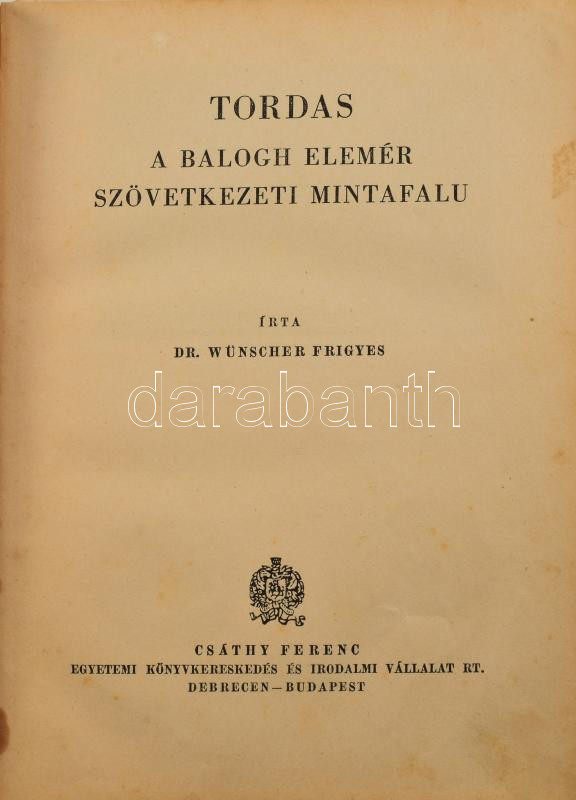 TORDAS
A BALOGH ELEMÉR
SZÖVETKEZETI MINTAFALU
ÍRTA
DR. WÜNSCHER FRIGYES
darabanth
CSÁTHY FERENC
EGYETEMI KÖNYVKERESKEDÉS ÉS IRODALMI VÁLLALAT RT.
DEBRECEN—BUDAPEST